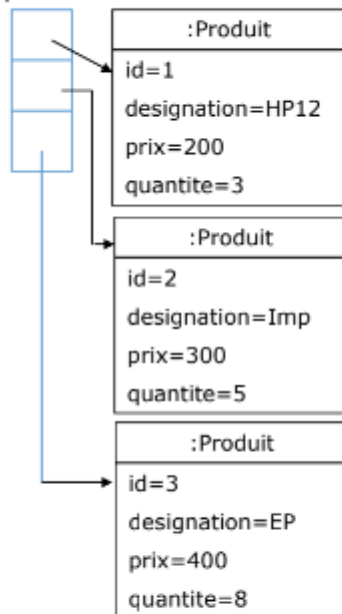 :Produit
id=1
designation=HP12
prix=200
quantite=3
:Produit
id=2
designation=Imp
prix=300
quantite=5
:Produit
id=3
designation=EP
prix=400
quantite=8